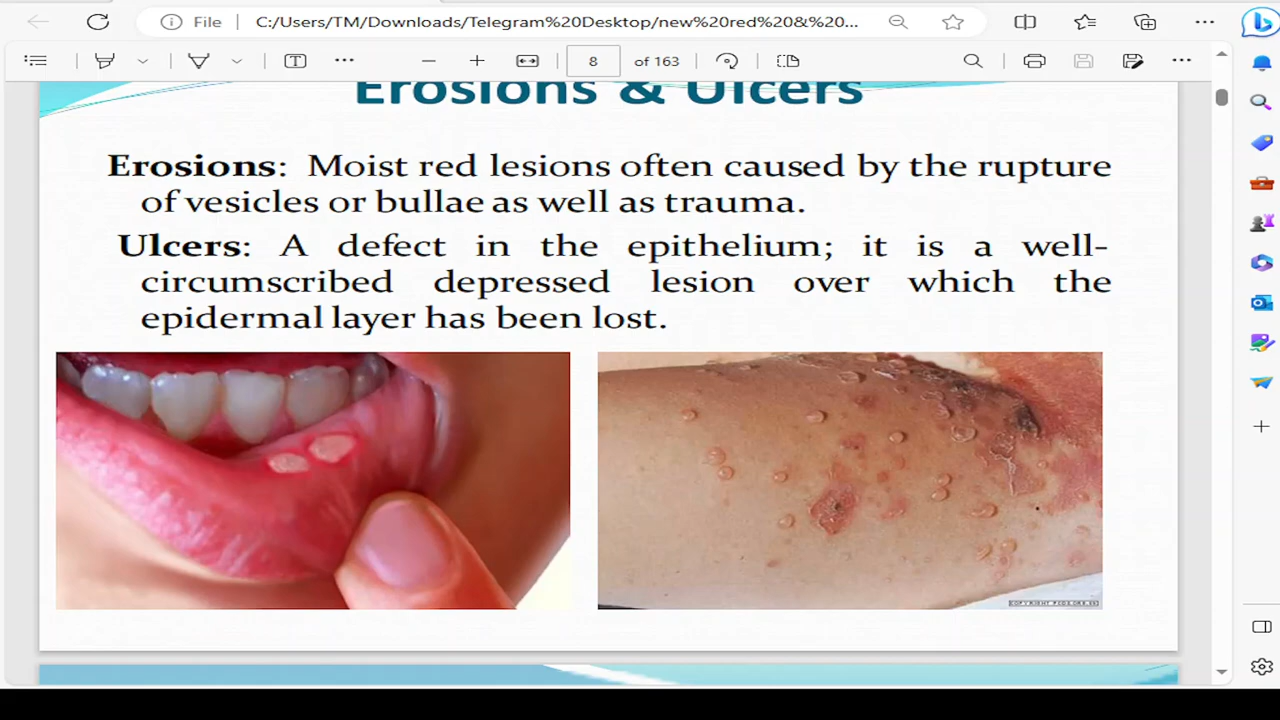 File
C:/Users/TM/Downloads/Telegram%20Desktop/new%20red%20&%20...
8 of 163
Erosions & Ulcers
Erosions: Moist red lesions often caused by the rupture
of vesicles or bullae as well as trauma.
Ulcers: A defect in the epithelium; it is a well-
circumscribed depressed lesion over which the
epidermal layer has been lost.